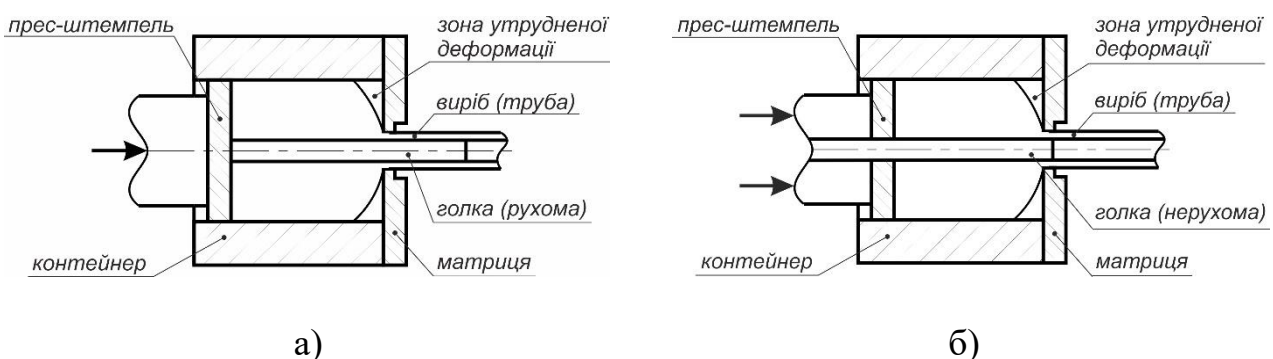 прес-штемпель
зона утрудненої
деформації
виріб (труба)
голка (рухома)
контейнер
матриця
а)
прес-штемпель
зона утрудненої
деформації
виріб (труба)
голка (нерухома)
контейнер
матриця
б)